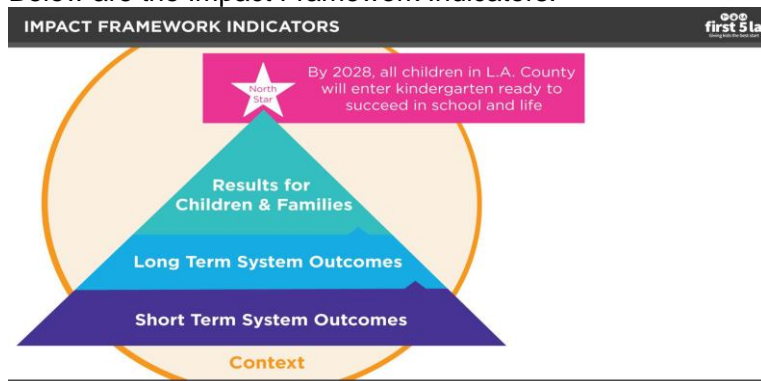 Below are the Impact Framework Indicators.
IMPACT FRAMEWORK INDICATORS
first 5 la
Giving kids the best start
North
Star
By 2028, all children in L.A. County
will enter kindergarten ready to
succeed in school and life
Results for
Children & Families
Long Term System Outcomes
Short Term System Outcomes
Context